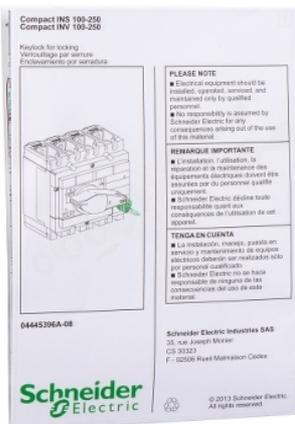 Compact INS 100-250
Compact INV 100-250
Keylock for locking
Verrouillage par serrure
Enclavamiento por serradura
PLEASE NOTE
■ Electrical equipment should be
installed, operated, serviced, and
maintained only by qualified
personnel.
■ No responsibility is assumed by
Schneider Electric for any
consequences arising out of the use
of this material.
REMARQUE IMPORTANTE
■ L'installation, l'utilisation, la
réparation et la maintenance des
équipements électriques doivent être
assurées par du personnel qualifié
uniquement.
■ Schneider Electric décline toute
responsabilité quant aux
conséquences de l'utilisation de cet
appareil.
TENGA EN CUENTA
■ La instalación, manejo, puesta en
servicio y mantenimiento de equipos
eléctricos deberán ser realizados sólo
por personal cualificado.
■ Schneider Electric no se hace
responsable de ninguna de las
consecuencias del uso de este
material.
04445396A-08
Schneider Electric Industries SAS
35, rue Joseph Monier
CS 30323
F - 92506 Rueil Malmaison Cedex
Schneider
Electric
© 2013 Schneider Electric.
All rights reserved.